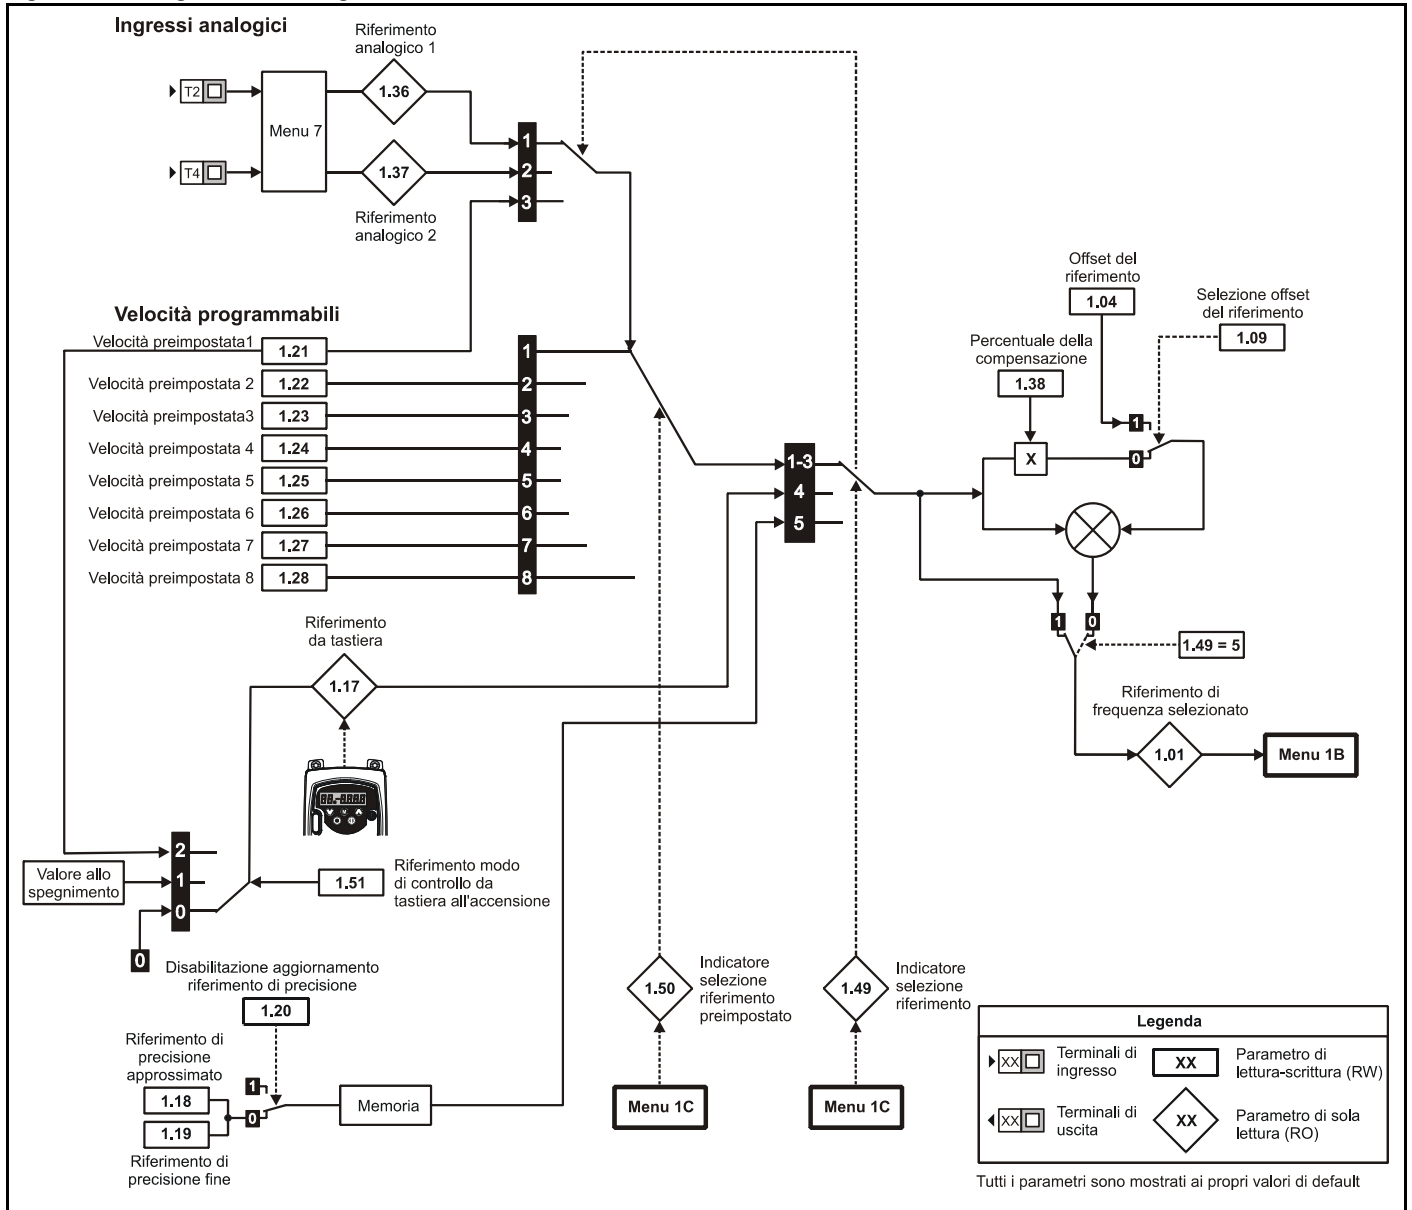 Ingressi analogici
Riferimento
analogico 1
T2
1.36
Menu 7
T4
1.37
Riferimento
analogico 2
1
2
3
Velocità programmabili
Velocità preimpostata1
1.21
1
Velocità preimpostata 2
1.22
2
Velocità preimpostata3
1.23
3
Velocità preimpostata 4
1.24
4
Velocità preimpostata 5
1.25
5
Velocità preimpostata 6
1.26
6
Velocità preimpostata 7
1.27
7
Velocità preimpostata 8
1.28
8
Offset del
riferimento
1.04
Selezione offset
del riferimento
1.09
Percentuale della
compensazione
1.38
X
1
0
1-3
4
5
1
0
1.49 = 5
Riferimento di
frequenza selezionato
1.01
Menu 1B
Riferimento
da tastiera
1.17
2
1
0
Valore allo
spegnimento
0
1.51
Riferimento modo
di controllo da
tastiera all'accensione
Disabilitazione aggiornamento
riferimento di precisione
1.20
Riferimento di
precisione
approssimato
1.18
1.19
Riferimento di
precisione fine
1
0
Memoria
1.50
Indicatore
selezione
riferimento
preimpostato
Menu 1C
1.49
Indicatore
selezione
riferimento
Menu 1C
Legenda
XX
Terminali di
ingresso
XX
Parametro di
lettura-scrittura (RW)
XX
Terminali di
uscita
XX
Parametro di sola
lettura (RO)
Tutti i parametri sono mostrati ai propri valori di default